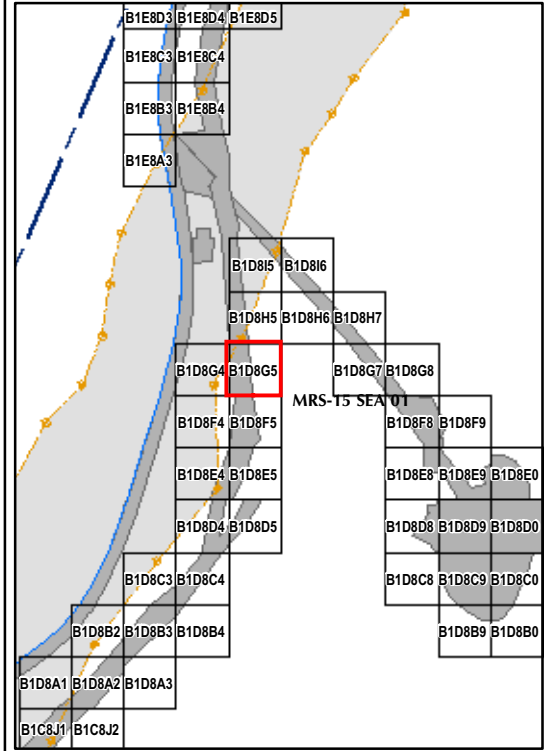 B1E8D3 B1E8D4 B1E8D5
B1E8C3 B1E8C4
B1E8B3 B1E8B4
B1E8A3
B1D8I5 B1D8I6
B1D8H5 B1D8H6 B1D8H7
B1D8G4 B1D8G5 B1D8G7 B1D8G8
MRS-15 SEA 01
B1D8F4 B1D8F5 B1D8F8 B1D8F9
B1D8E4 B1D8E5 B1D8E8 B1D8E9 B1D8E0
B1D8D4 B1D8D5 B1D8D8 B1D8D9 B1D8D0
B1D8C3 B1D8C4 B1D8C8 B1D8C9 B1D8C0
B1D8B2 B1D8B3 B1D8B4 B1D8B9 B1D8B0
B1D8A1 B1D8A2 B1D8A3
B1C8J1 B1C8J2